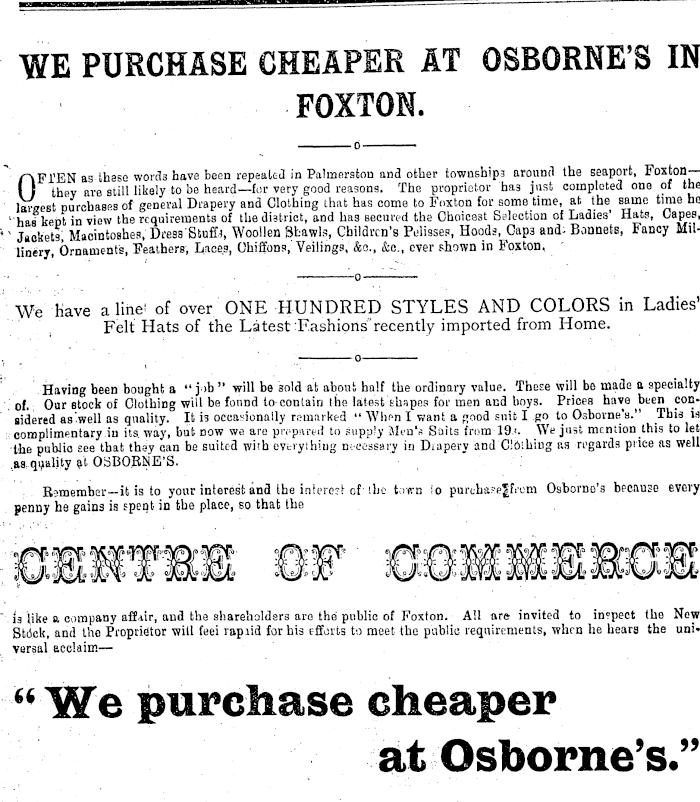 WE PURCHASE CHEAPER AT OSBORNE'S IN
FOXTON.
OFTEN as these words have been repeated in Palmerston and other townships around the seaport, Foxton—
they are still likely to be heard—for very good reasons. The proprietor has just completed one of the
largest purchases of general Drapery and Clothing that has come to Foxton for some time, at the same time he
has kept in view the requirements of the district, and has secured the Choicest Selection of Ladies' Hats, Capes,
Jackets, Macintoshes, Dress Stuffs, Woollen Shawls, Children's Pelisses, Hoods, Caps and Bonnets, Fancy Mil-
linery, Ornaments, Feathers, Laces, Chiffons, Veilings, &c., &c., ever shown in Foxton.
We have a line of over ONE HUNDRED STYLES AND COLORS in Ladies'
Felt Hats of the Latest Fashions recently imported from Home.
Having been bought a "job" will be sold at about half the ordinary value. These will be made a specialty
of. Our stock of Clothing will be found to contain the latest shapes for men and boys. Prices have been con-
sidered as well as quality. It is occasionally remarked "When I want a good suit I go to Osborne's." This is
complimentary in its way, but now we are prepared to supply Men's Suits from 19s. We just mention this to let
the public see that they can be suited with everything necessary in Drapery and Clothing as regards price as well
as quality at OSBORNE'S.
Remember—it is to your interest and the interest of the town to purchase from Osborne's because every
penny he gains is spent in the place, so that the
CENTRE OF COMMERCE
is like a company affair, and the shareholders are the public of Foxton. All are invited to inspect the New
Stock, and the Proprietor will feel rapaid for his efforts to meet the public requirements, when he hears the uni-
versal acclaim—
"We purchase cheaper
at Osborne's."